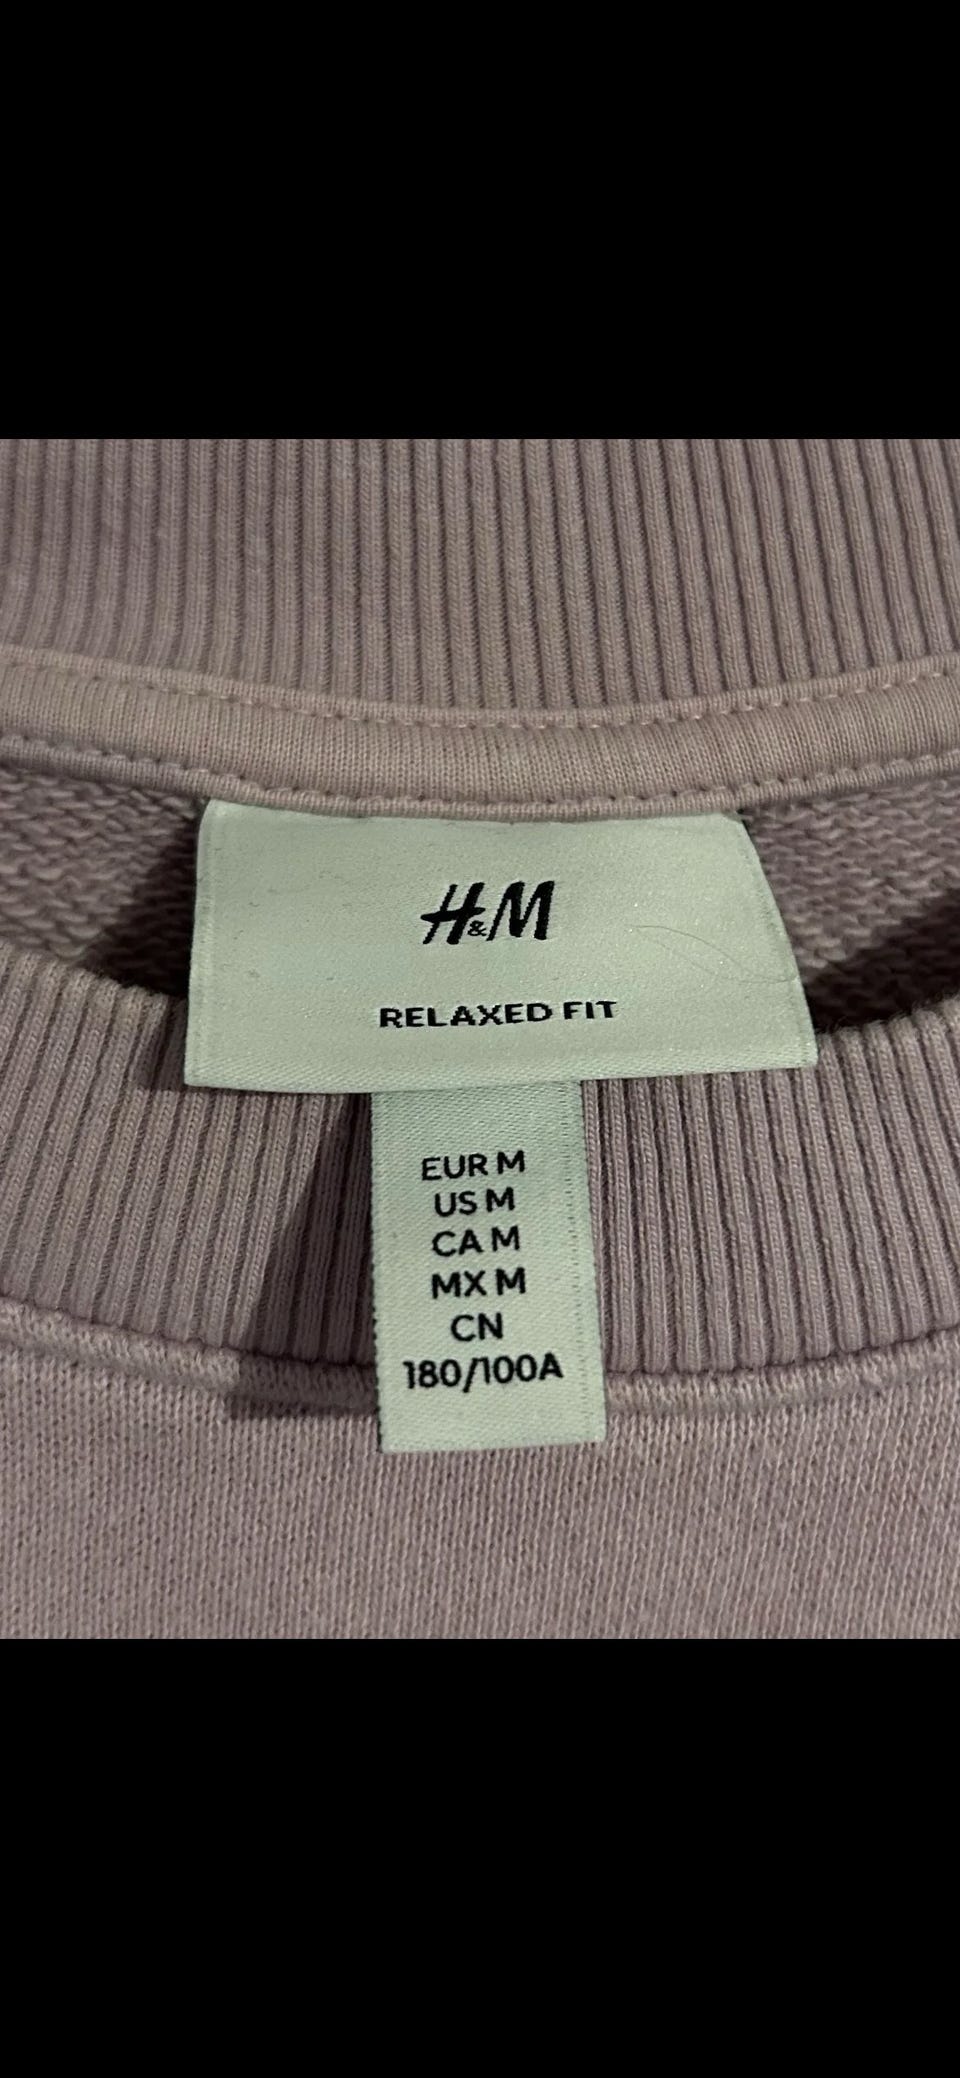 H&M
RELAXED FIT
EUR M
US M
CA M
MX M
CN
180/100A